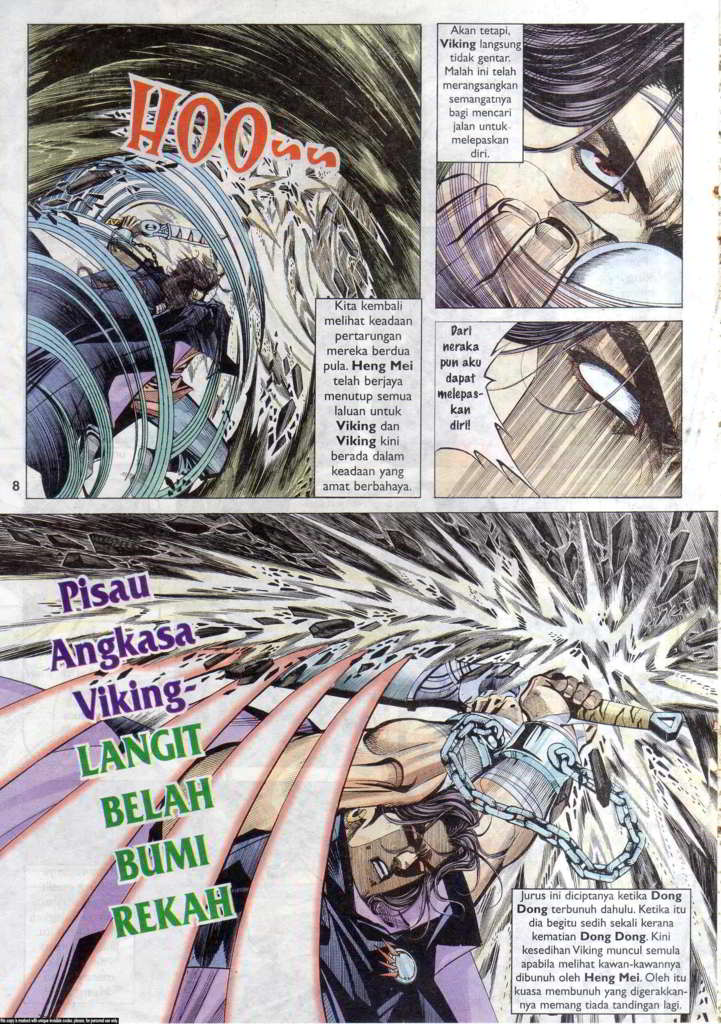 HOOnn
Kita kembali
melihat keadaan
pertarungan
mereka berdua
pula. Heng Mei
telah berjaya
menutup semua
laluan untuk
Viking dan
Viking kini
berada dalam
keadaan yang
amat berbahaya.
Akan tetapi,
Viking langsung
tidak gentar.
Malah ini telah
merangsangkan
semangatnya
bagi mencari
jalan untuk
melepaskan
diri.
Dari
neraka
pun aku
dapat
melepas-
kan
diri!
8
Pisau
Angkasa
Viking-
LANGIT
BELAH
BUMI
REKAH
Jurus ini diciptanya ketika Dong
Dong terbunuh dahulu. Ketika itu
dia begitu sedih sekali kerana
kematian Dong Dong. Kini
kesedihan Viking muncul semula
apabila melihat kawan-kawannya
dibunuh oleh Heng Mei. Oleh itu
kuasa membunuh yang digerakkan-
nya memang tiada tandingan lagi.